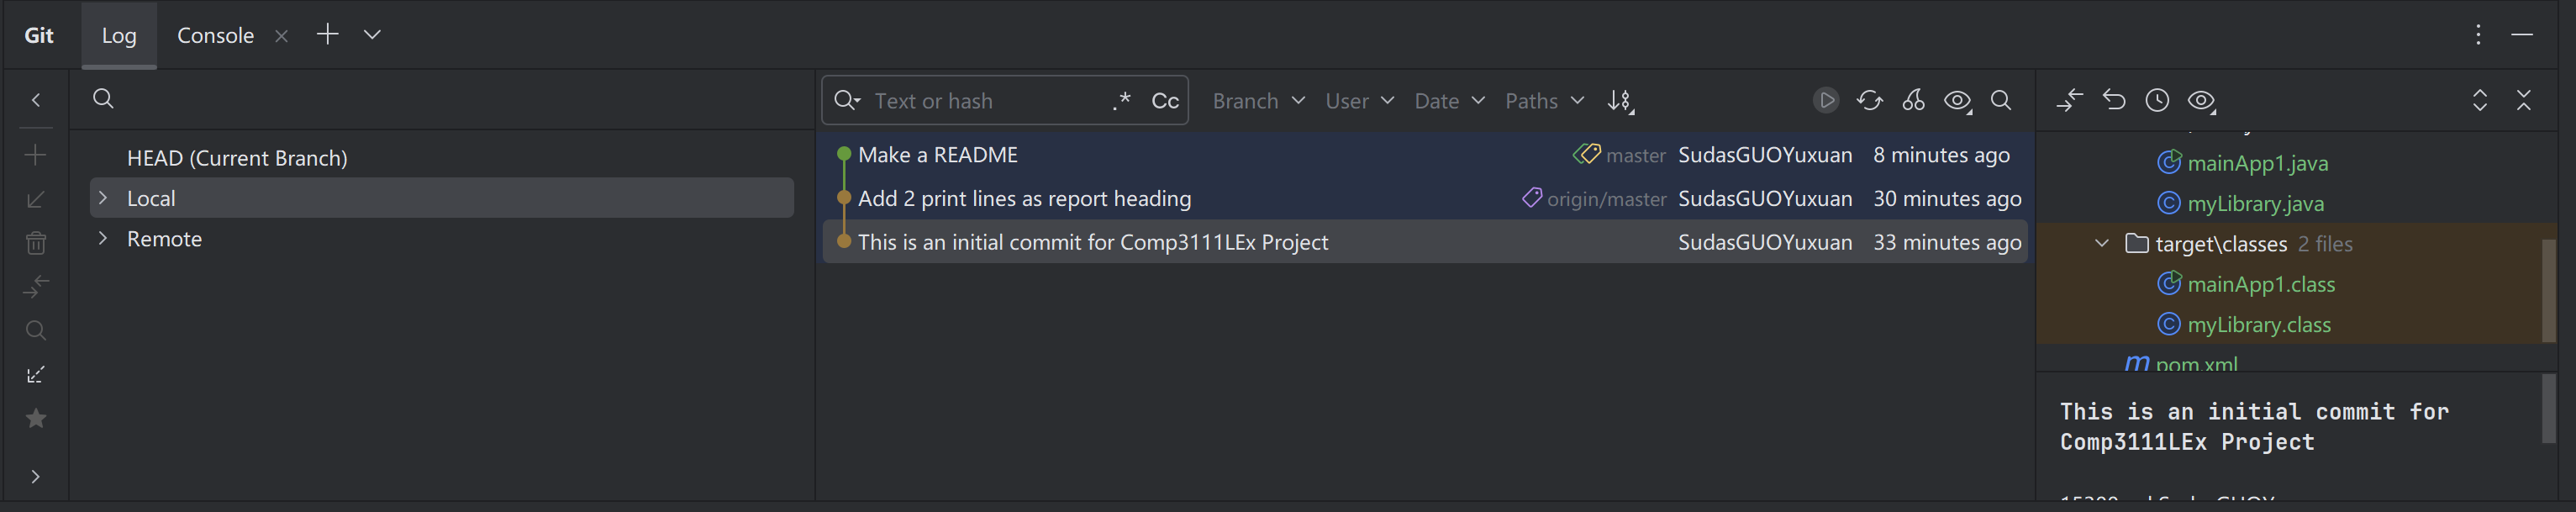 Git Log Console
.* Cc
Text or hash
Branch User Date Paths
HEAD (Current Branch)
Local
Remote
Make a README master SudasGUOYuxuan 8 minutes ago
Add 2 print lines as report heading origin/master SudasGUOYuxuan 30 minutes ago
This is an initial commit for Comp3111LEx Project SudasGUOYuxuan 33 minutes ago
mainApp1.java
myLibrary.java
target\classes 2 files
mainApp1.class
myLibrary.class
pom.xml
This is an initial commit for
Comp3111LEx Project